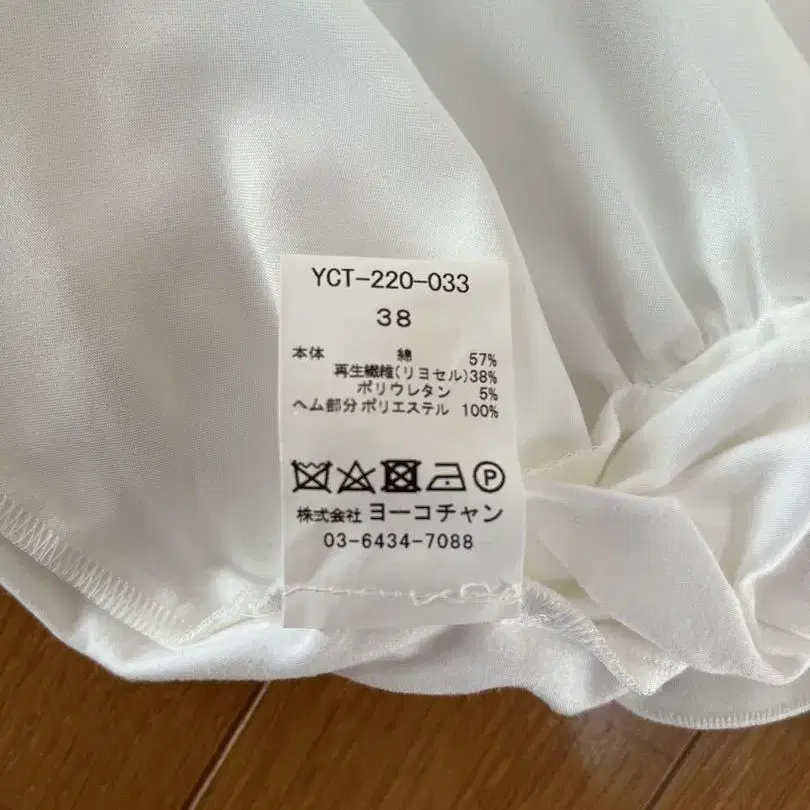 YCT-220-033
38
本体 綿 57%
再生繊維(リヨセル)38%
ポリウレタン 5%
ヘム部分 ポリエステル 100%
P
株式会社 ヨーコチャン
03-6434-7088